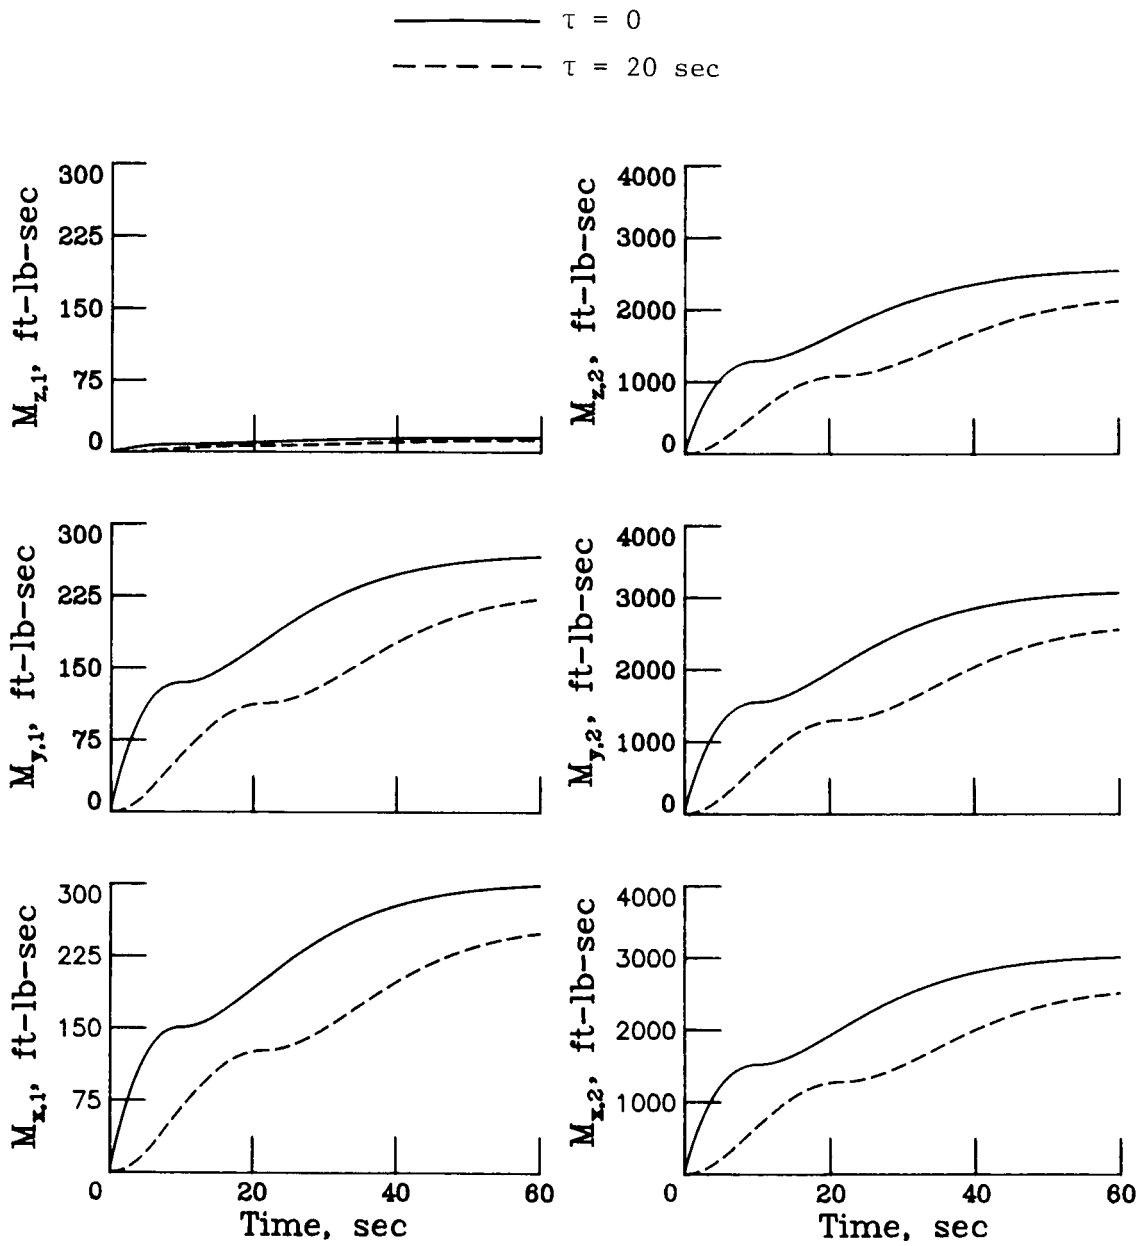 τ = 0
τ = 20 sec
M_z,1, ft-lb-sec
300
225
150
75
0
M_z,2, ft-lb-sec
4000
3000
2000
1000
0
M_y,1, ft-lb-sec
300
225
150
75
0
M_y,2, ft-lb-sec
4000
3000
2000
1000
0
M_x,1, ft-lb-sec
300
225
150
75
0 20 40 60
Time, sec
M_x,2, ft-lb-sec
4000
3000
2000
1000
0 20 40 60
Time, sec